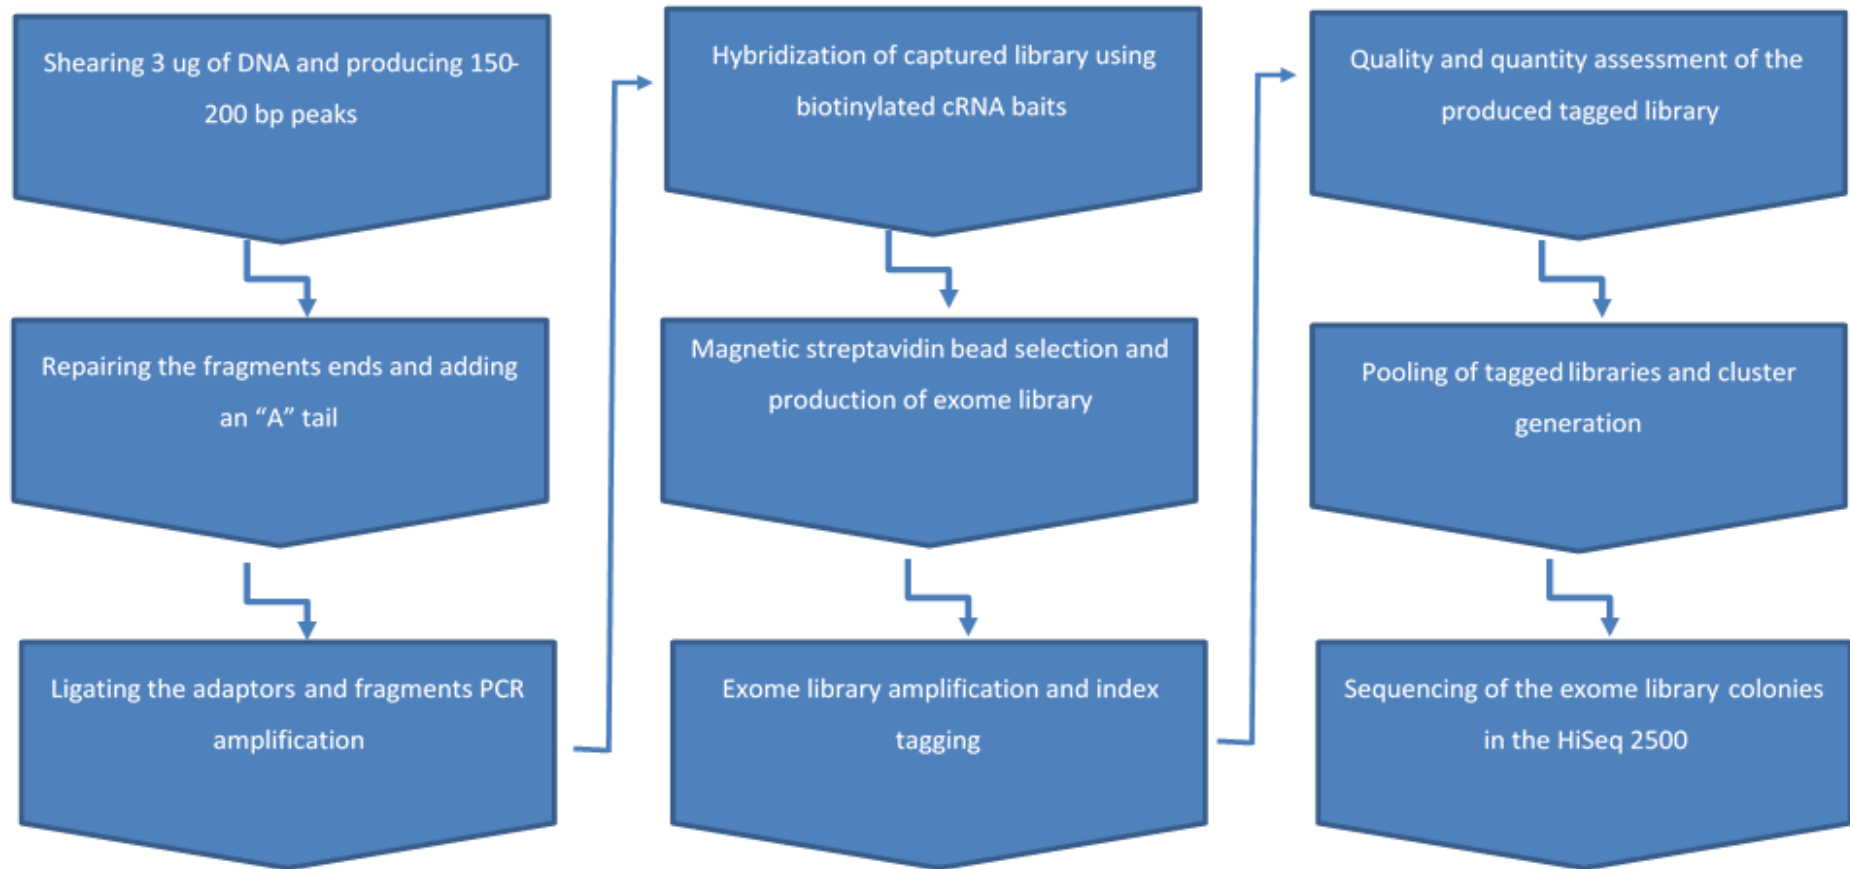 Shearing 3 ug of DNA and producing 150-
200 bp peaks
Repairing the fragments ends and adding
an “A” tail
Ligating the adaptors and fragments PCR
amplification
Hybridization of captured library using
biotinylated cRNA baits
Magnetic streptavidin bead selection and
production of exome library
Exome library amplification and index
tagging
Quality and quantity assessment of the
produced tagged library
Pooling of tagged libraries and cluster
generation
Sequencing of the exome library colonies
in the HiSeq 2500